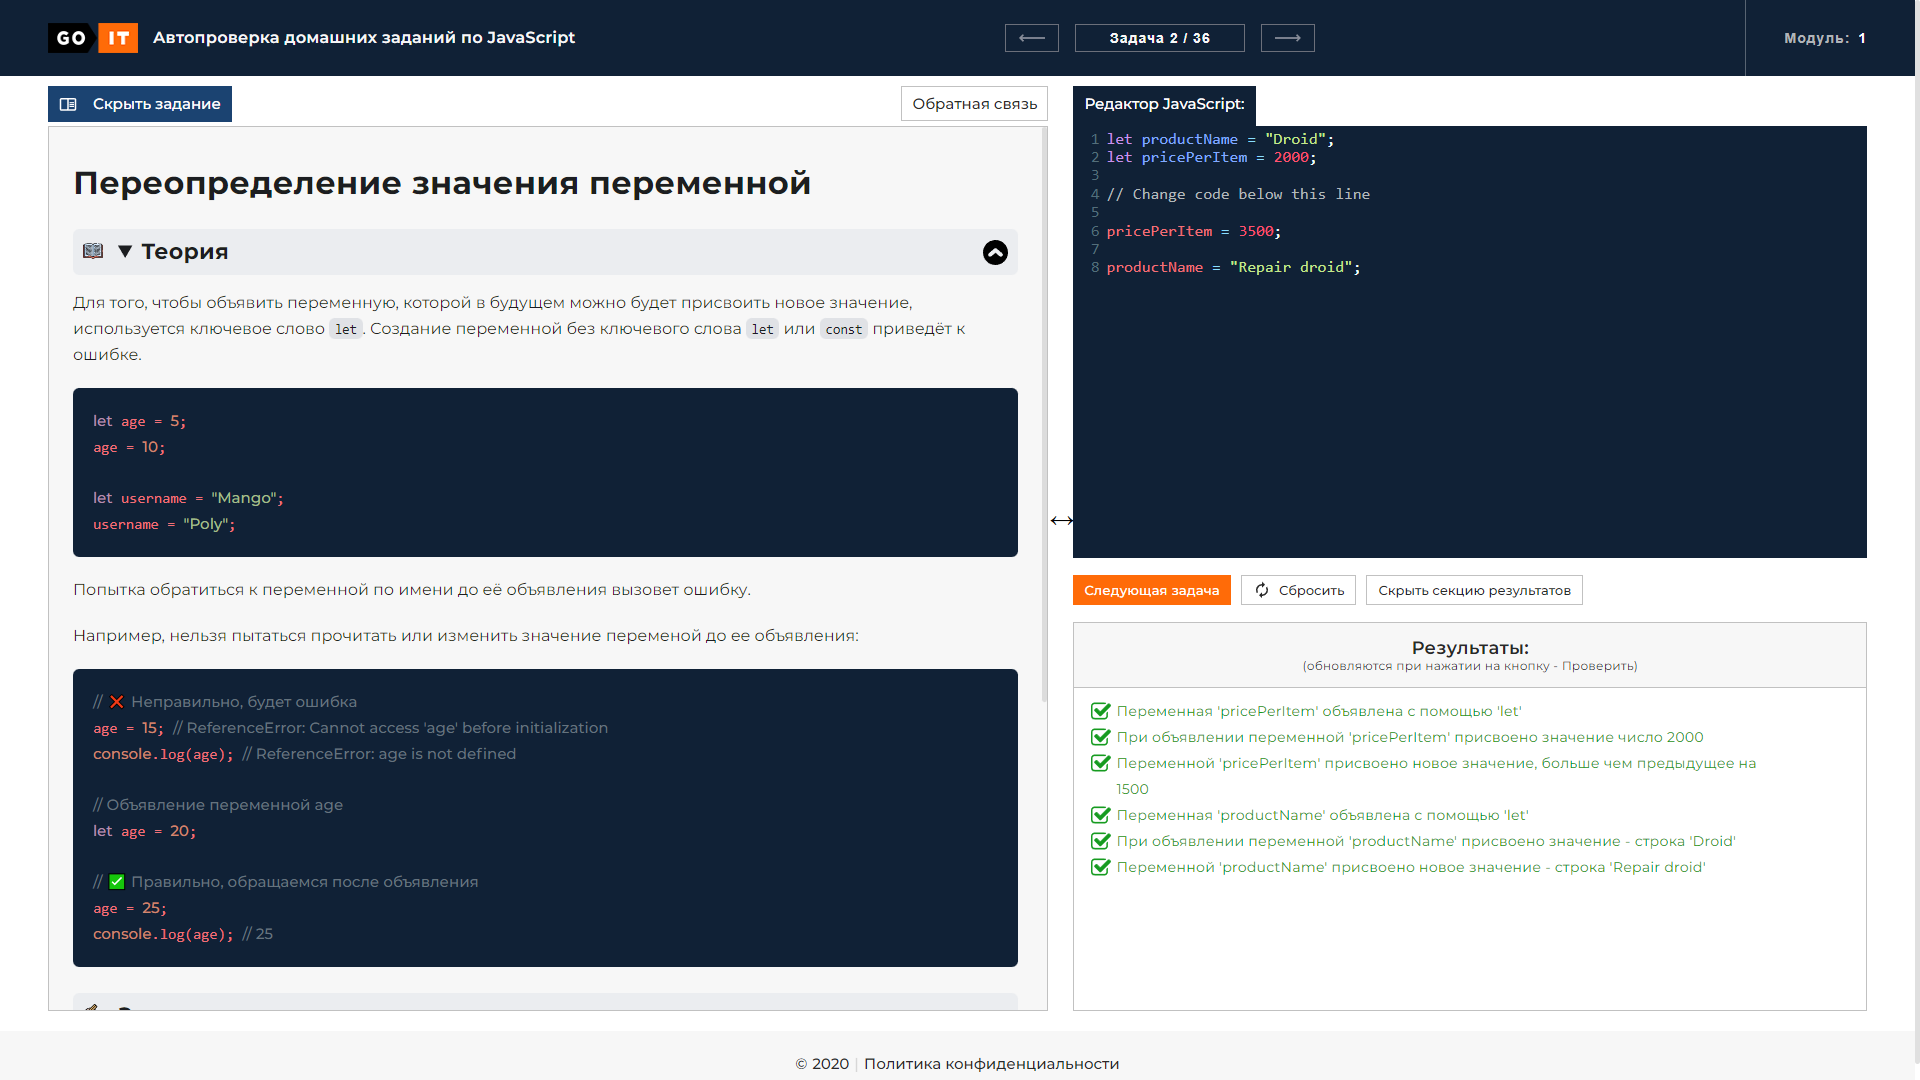 GO IT Автопроверка домашних заданий по JavaScript
Задача 2 / 36
Модуль: 1
Скрыть задание
Обратная связь
Переопределение значения переменной
Теория
Для того, чтобы объявить переменную, которой в будущем можно будет присвоить новое значение,
используется ключевое слово let. Создание переменной без ключевого слова let или const приведёт к
ошибке.
let age = 5;
age = 10;
let username = "Mango";
username = "Poly";
Попытка обратиться к переменной по имени до её объявления вызовет ошибку.
Например, нельзя пытаться прочитать или изменить значение переменой до ее объявления:
// ❌ Неправильно, будет ошибка
age = 15; // ReferenceError: Cannot access 'age' before initialization
console.log(age); // ReferenceError: age is not defined
// Объявление переменной age
let age = 20;
// ✅ Правильно, обращаемся после объявления
age = 25;
console.log(age); // 25
Редактор JavaScript:
1 let productName = "Droid";
2 let pricePerItem = 2000;
3
4 // Change code below this line
5
6 pricePerItem = 3500;
7
8 productName = "Repair droid";
Следующая задача
Сбросить
Скрыть секцию результатов
Результаты:
(обновляются при нажатии на кнопку - Проверить)
Переменная 'pricePerItem' объявлена с помощью 'let'
При объявлении переменной 'pricePerItem' присвоено значение число 2000
Переменной 'pricePerItem' присвоено новое значение, больше чем предыдущее на
1500
Переменная 'productName' объявлена с помощью 'let'
При объявлении переменной 'productName' присвоено значение - строка 'Droid'
Переменной 'productName' присвоено новое значение - строка 'Repair droid'
© 2020 | Политика конфиденциальности